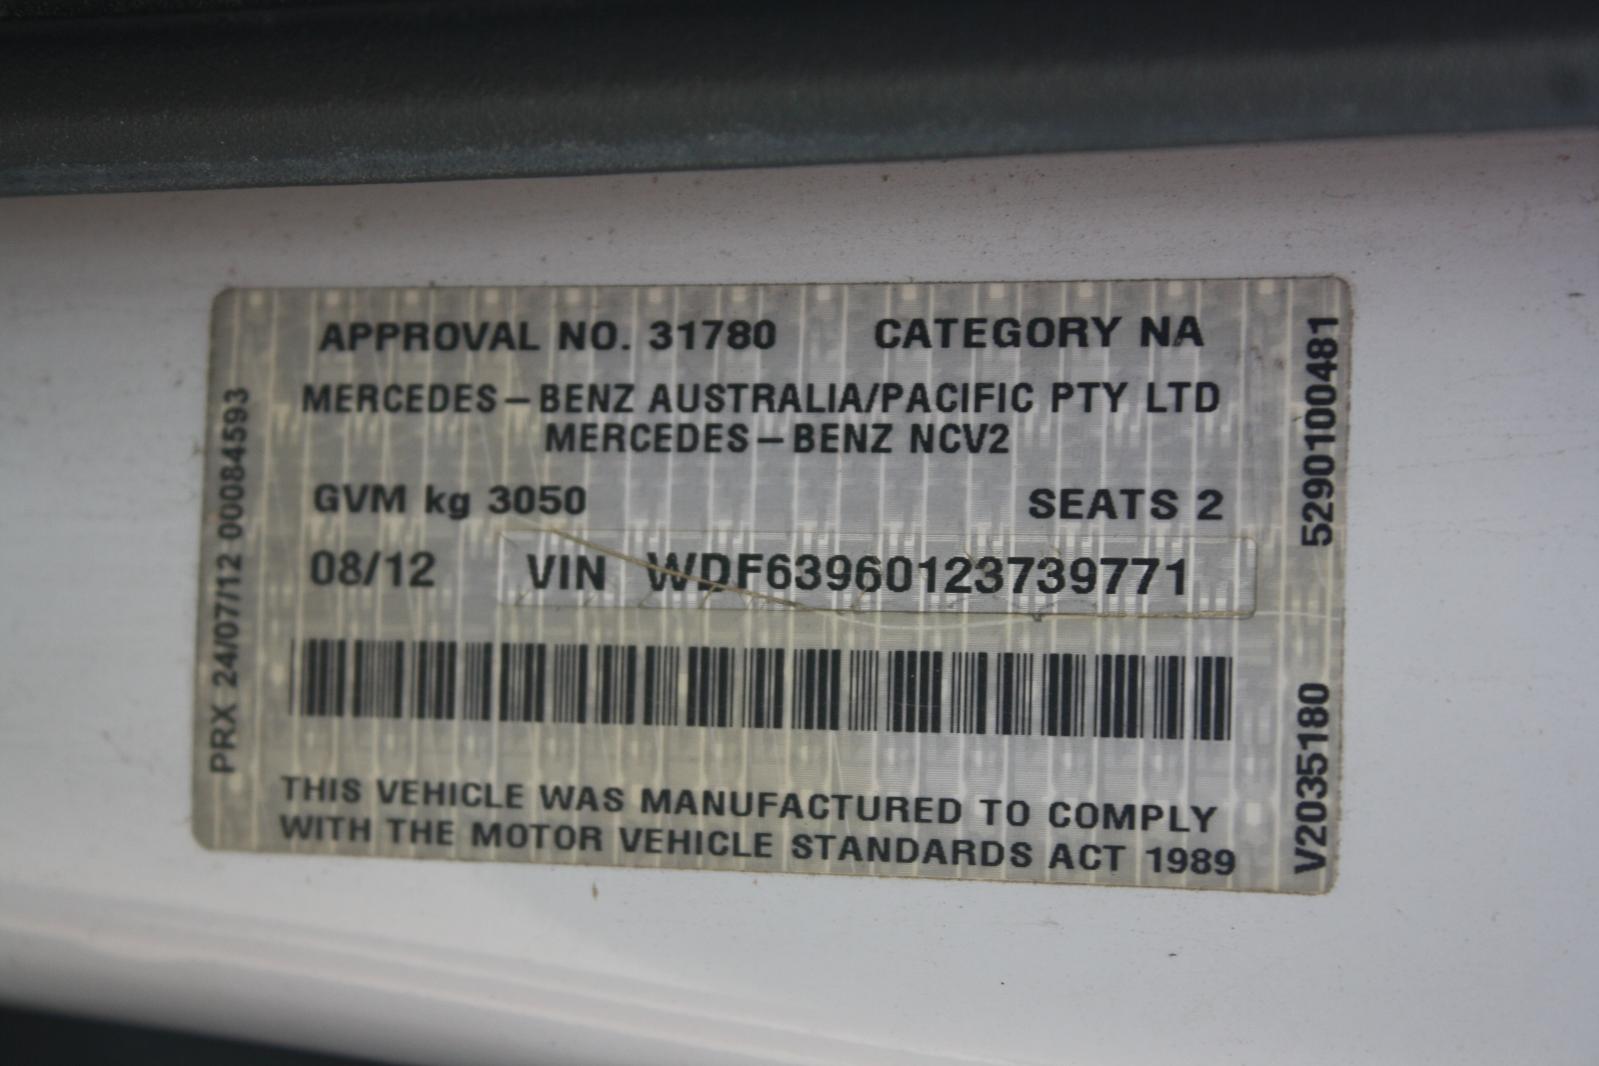 APPROVAL NO. 31780 CATEGORY NA
MERCEDES-BENZ AUSTRALIA/PACIFIC PTY LTD
MERCEDES-BENZ NCV2
GVM kg 3050 SEATS 2
08/12 VIN WDF63960123739771
THIS VEHICLE WAS MANUFACTURED TO COMPLY
WITH THE MOTOR VEHICLE STANDARDS ACT 1989
PRX 24/07/12 00084593
V2035180 5290100481